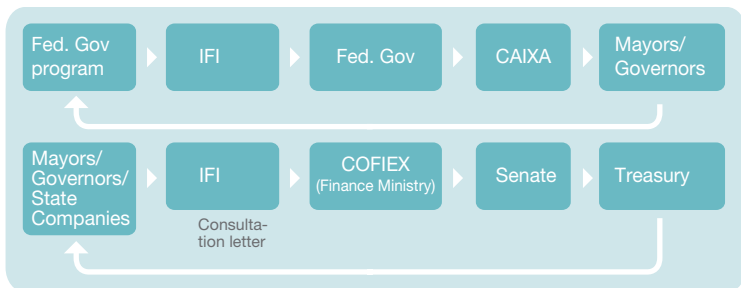 Fed. Gov
program
IFI
Fed. Gov
CAIXA
Mayors/
Governors
Mayors/
Governors/
State
Companies
IFI
COFIEX
(Finance Ministry)
Senate
Treasury
Consulta-
tion letter